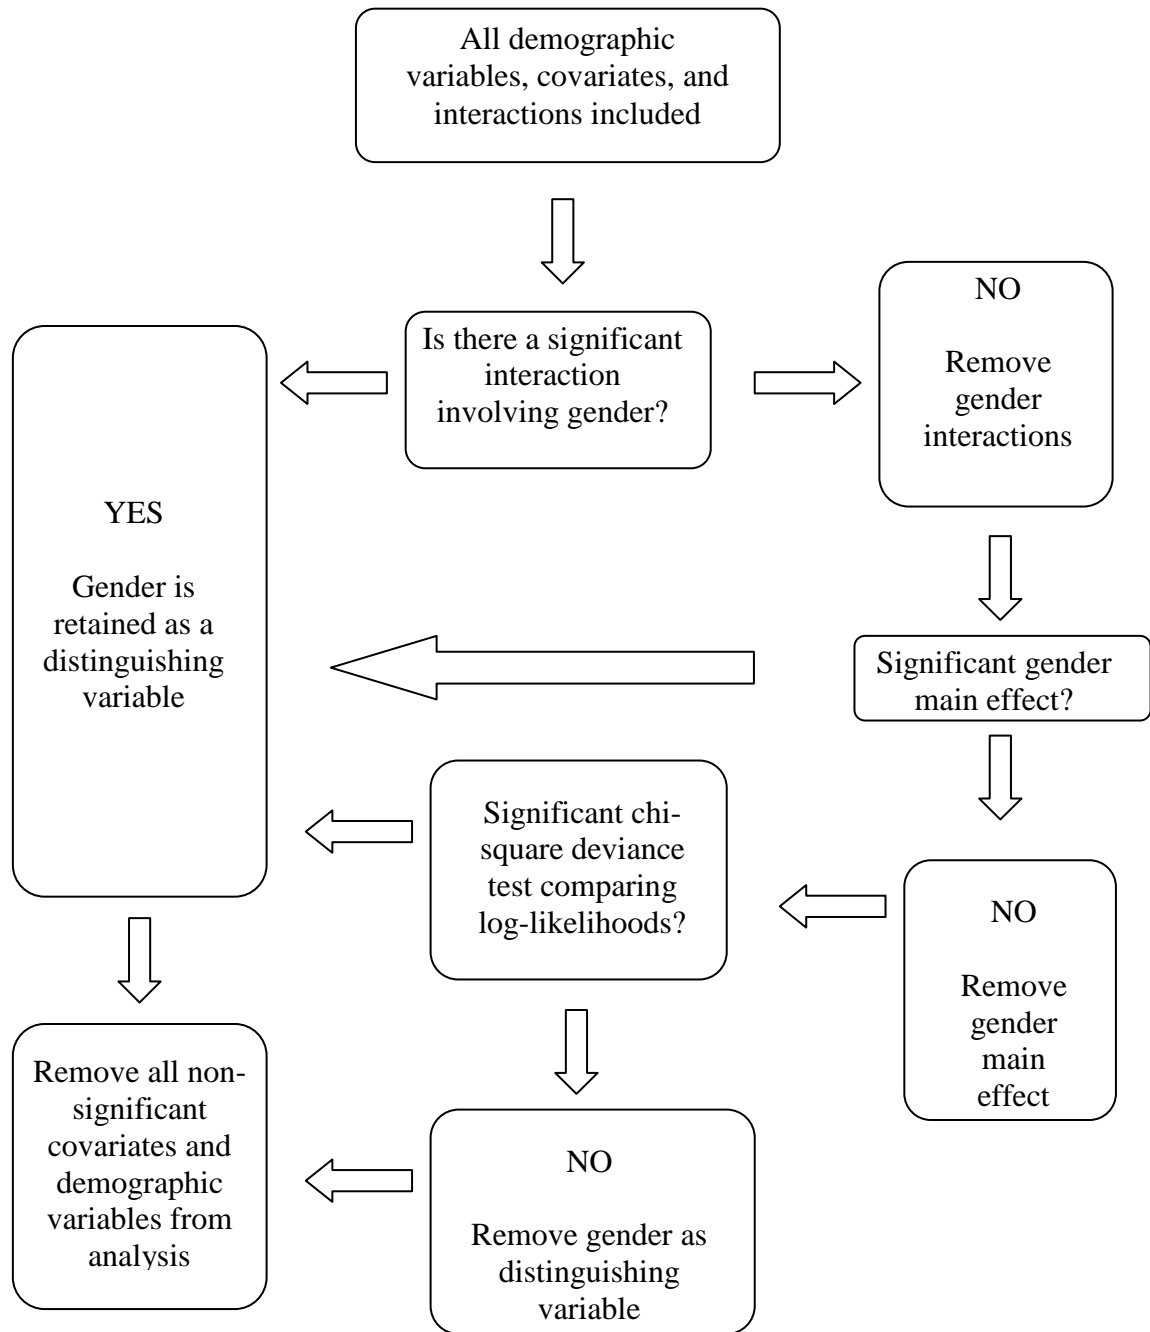 All demographic
variables, covariates, and
interactions included
Is there a significant
interaction
involving gender?
NO
Remove
gender
interactions
YES
Gender is
retained as a
distinguishing
variable
Significant gender
main effect?
Significant chi-
square deviance
test comparing
log-likelihoods?
NO
Remove
gender
main
effect
Remove all non-
significant
covariates and
demographic
variables from
analysis
NO
Remove gender as
distinguishing
variable